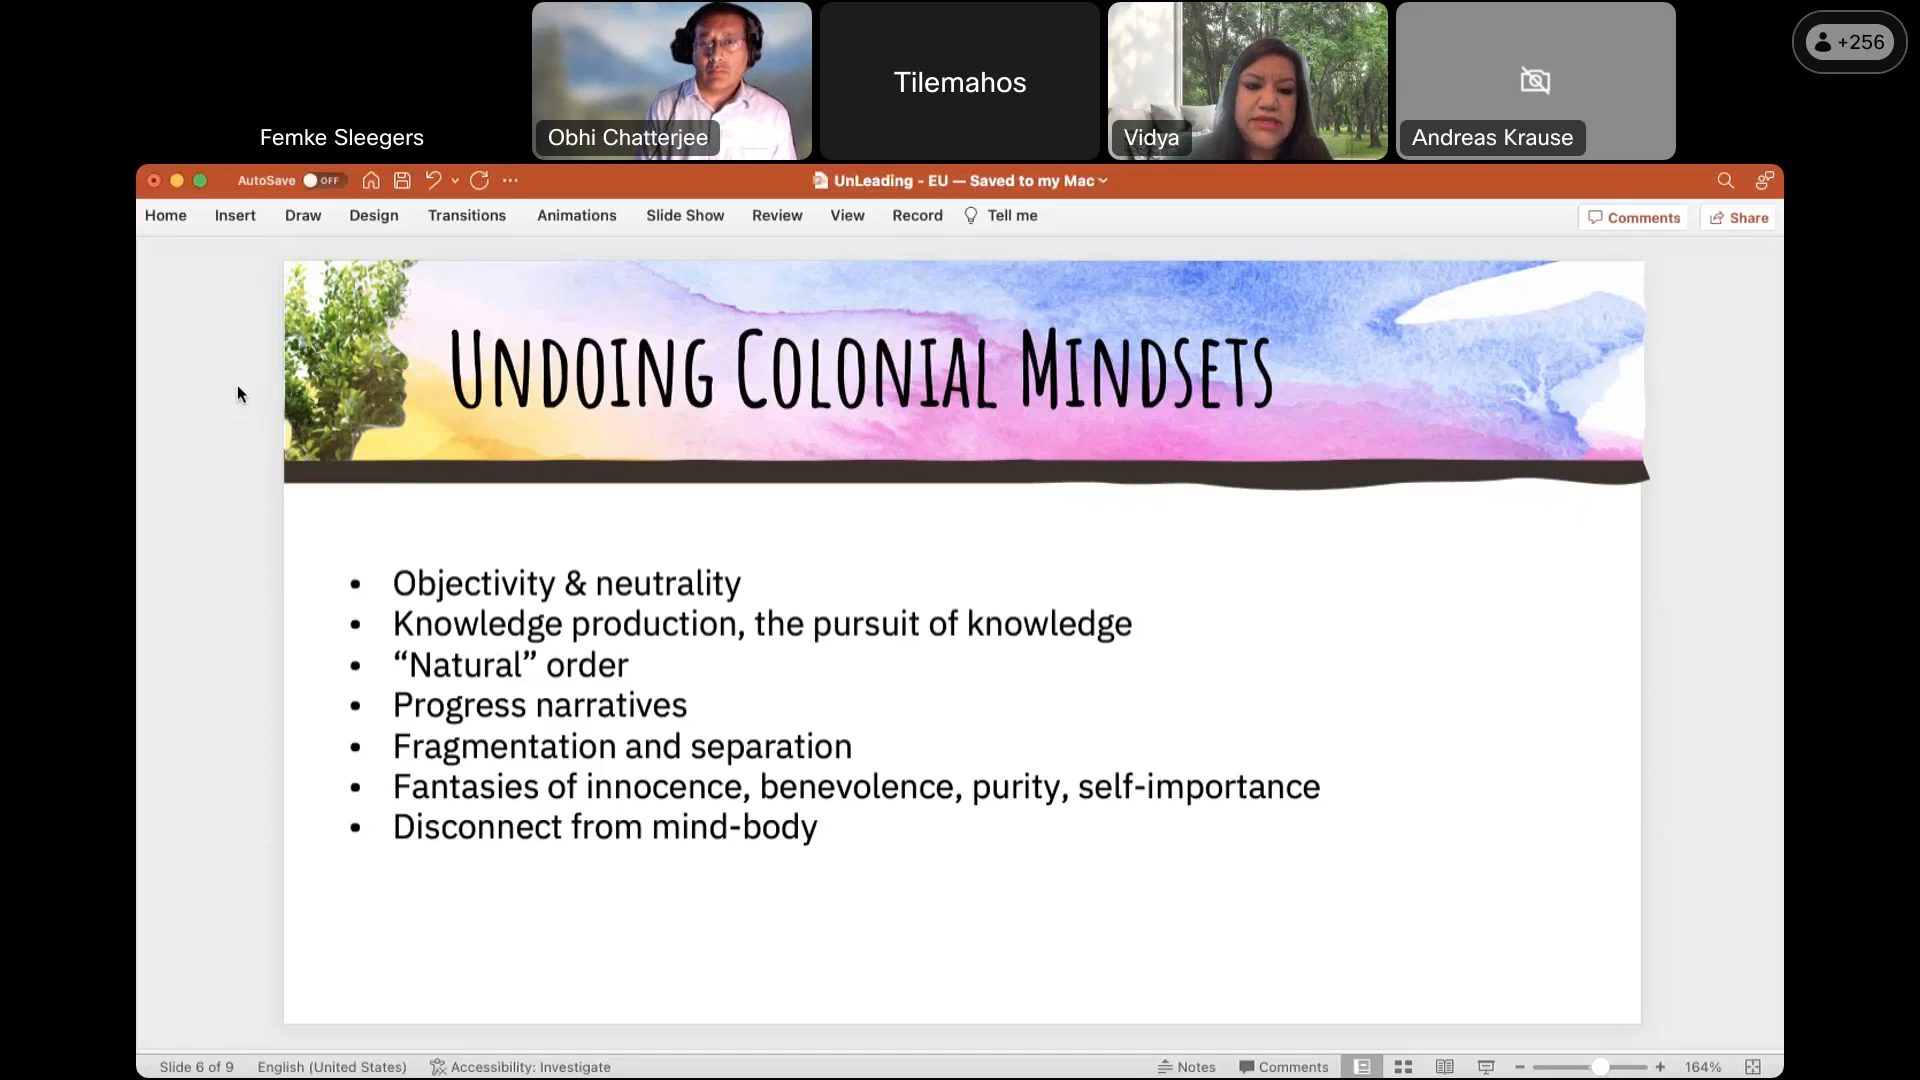 +256
Femke Sleegers
Obhi Chatterjee
Tilemahos
Vidya
Andreas Krause
AutoSave OFF
UnLeading - EU — Saved to my Mac
Home Insert Draw Design Transitions Animations Slide Show Review View Record Tell me
Comments Share
UNDOING COLONIAL MINDSETS
• Objectivity & neutrality
• Knowledge production, the pursuit of knowledge
• “Natural” order
• Progress narratives
• Fragmentation and separation
• Fantasies of innocence, benevolence, purity, self-importance
• Disconnect from mind-body
Slide 6 of 9 English (United States) Accessibility: Investigate Notes Comments 164%